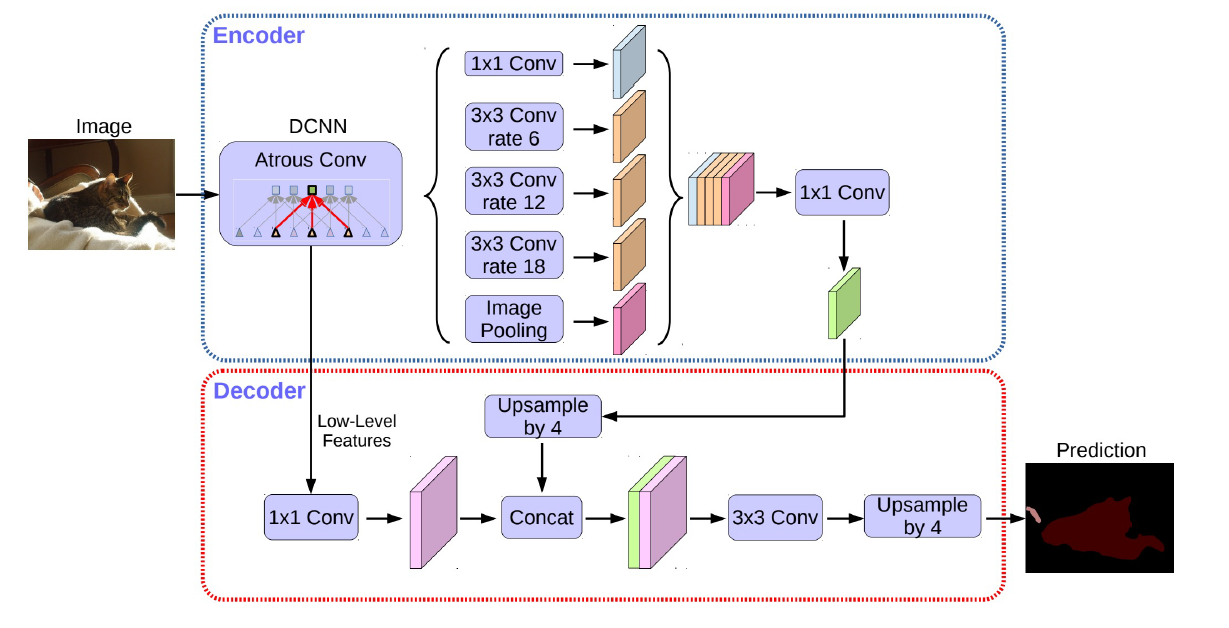 Encoder
Image
DCNN
Atrous Conv
1x1 Conv
3x3 Conv
rate 6
3x3 Conv
rate 12
3x3 Conv
rate 18
Image
Pooling
1x1 Conv
Decoder
Low-Level
Features
Upsample
by 4
1x1 Conv
Concat
3x3 Conv
Upsample
by 4
Prediction